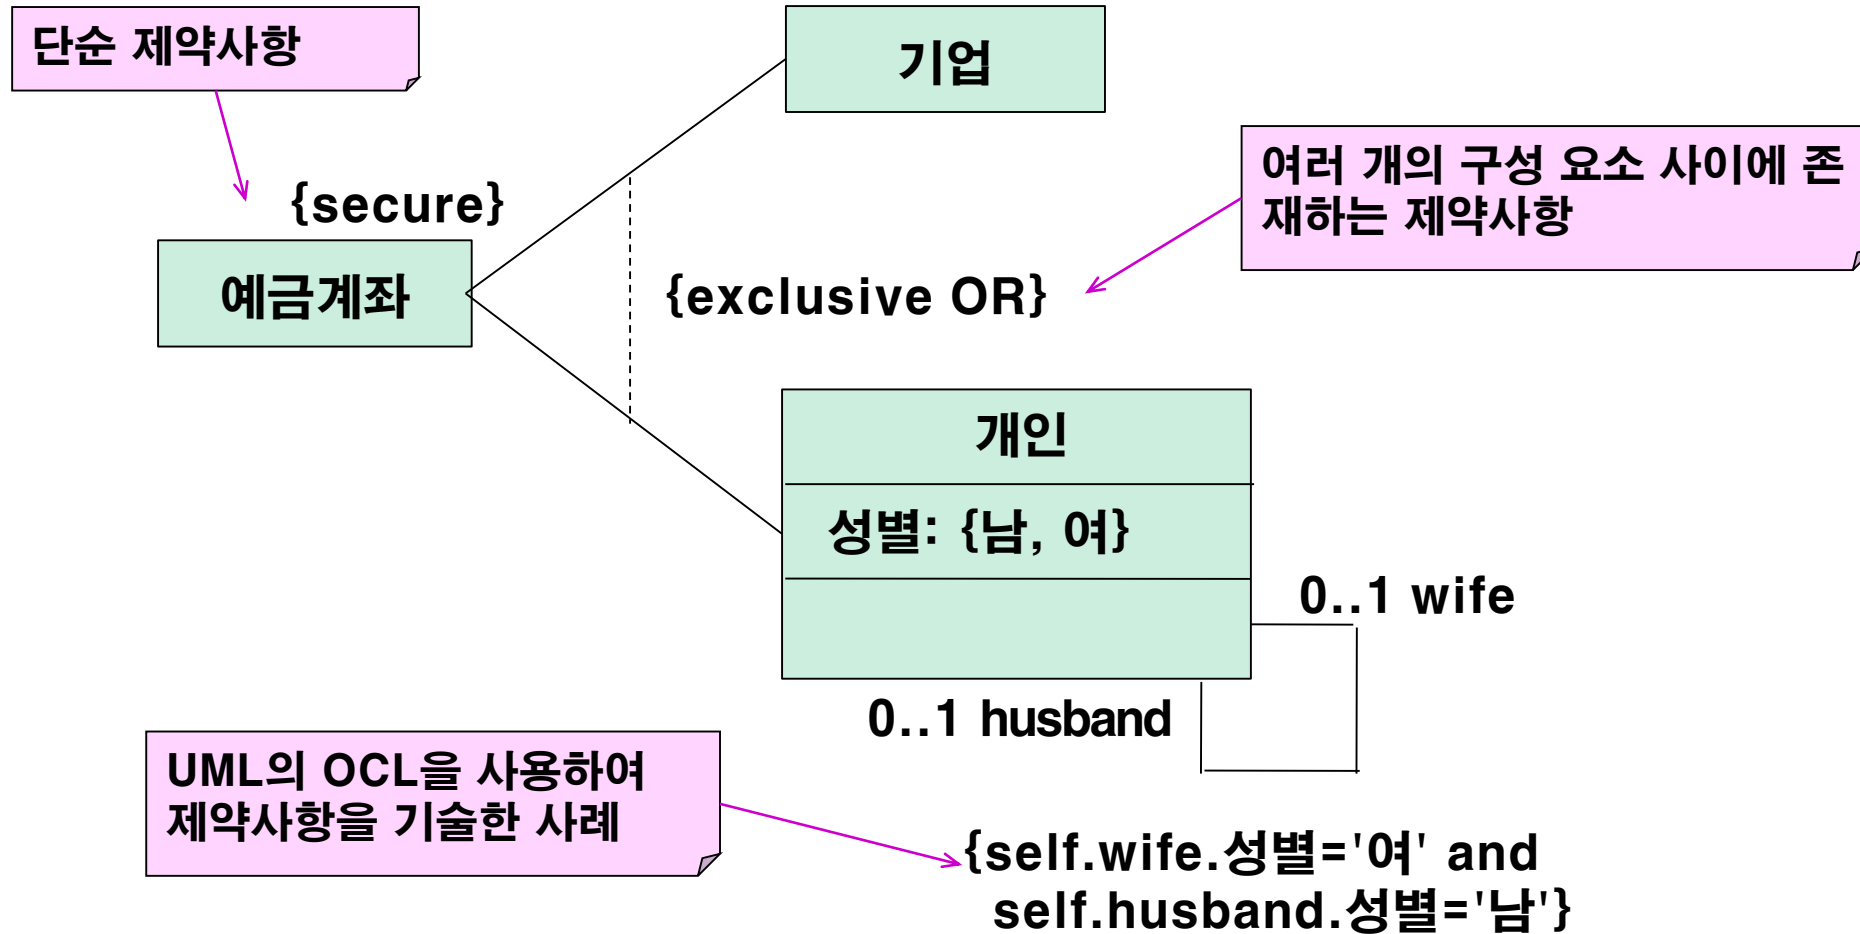 단순 제약사항
기업
여러 개의 구성 요소 사이에 존
재하는 제약사항
{secure}
예금계좌
{exclusive OR}
개인
성별: {남, 여}
0..1 wife
0..1 husband
UML의 OCL을 사용하여
제약사항을 기술한 사례
{self.wife.성별='여' and
self.husband.성별='남'}